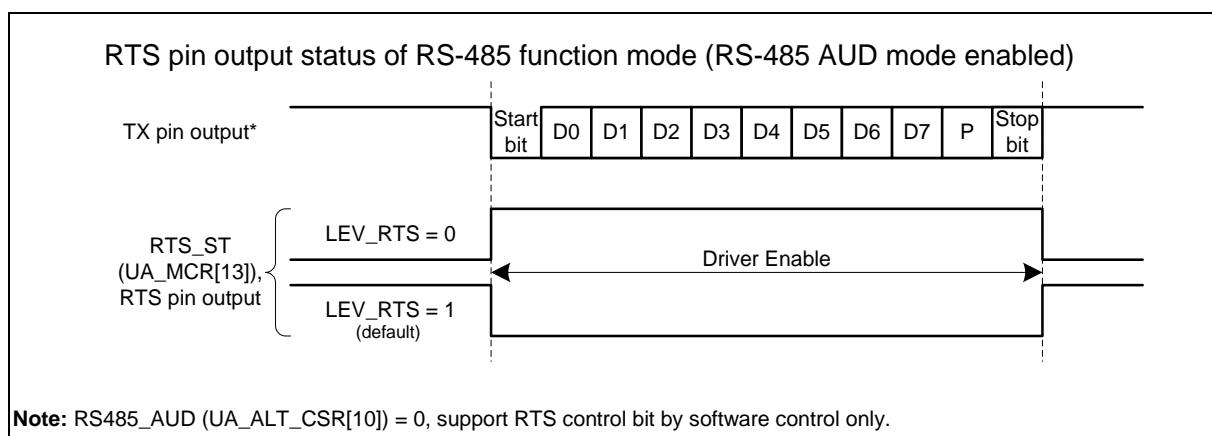 RTS pin output status of RS-485 function mode (RS-485 AUD mode enabled)
TX pin output*
Start bit D0 D1 D2 D3 D4 D5 D6 D7 P Stop bit
RTS_ST
(UA_MCR[13]),
RTS pin output
LEV_RTS = 0
Driver Enable
LEV_RTS = 1
(default)
Note: RS485_AUD (UA_ALT_CSR[10]) = 0, support RTS control bit by software control only.